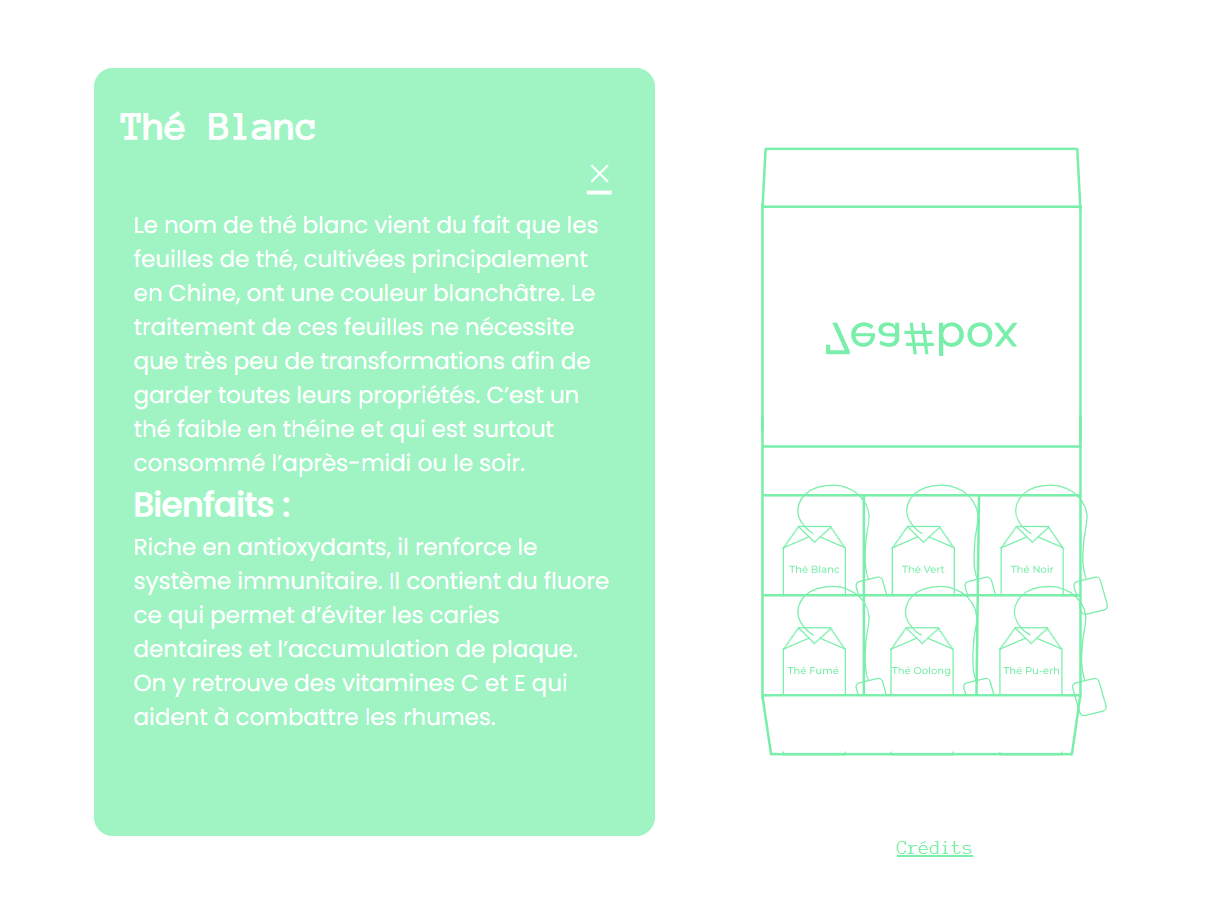 Thé Blanc
Le nom de thé blanc vient du fait que les
feuilles de thé, cultivées principalement
en Chine, ont une couleur blanchâtre. Le
traitement de ces feuilles ne nécessite
que très peu de transformations afin de
garder toutes leurs propriétés. C’est un
thé faible en théine et qui est surtout
consommé l’après-midi ou le soir.
Bienfaits :
Riche en antioxydants, il renforce le
système immunitaire. Il contient du fluore
ce qui permet d’éviter les caries
dentaires et l’accumulation de plaque.
On y retrouve des vitamines C et E qui
aident à combattre les rhumes.
Tea#box
Thé Blanc
Thé Vert
Thé Noir
Thé Fumé
Thé Oolong
Thé Pu-erh
Crédits